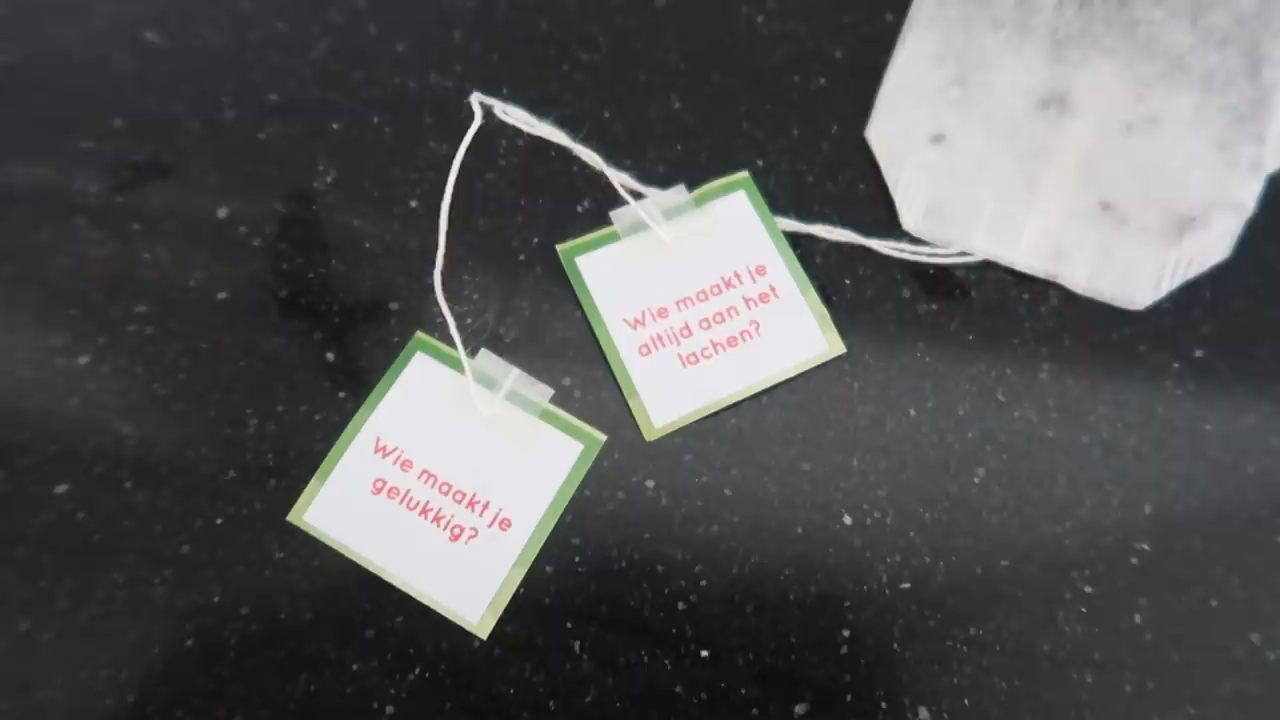 Wie maakt je
gelukkig?
Wie maakt je
altijd aan het
lachen?